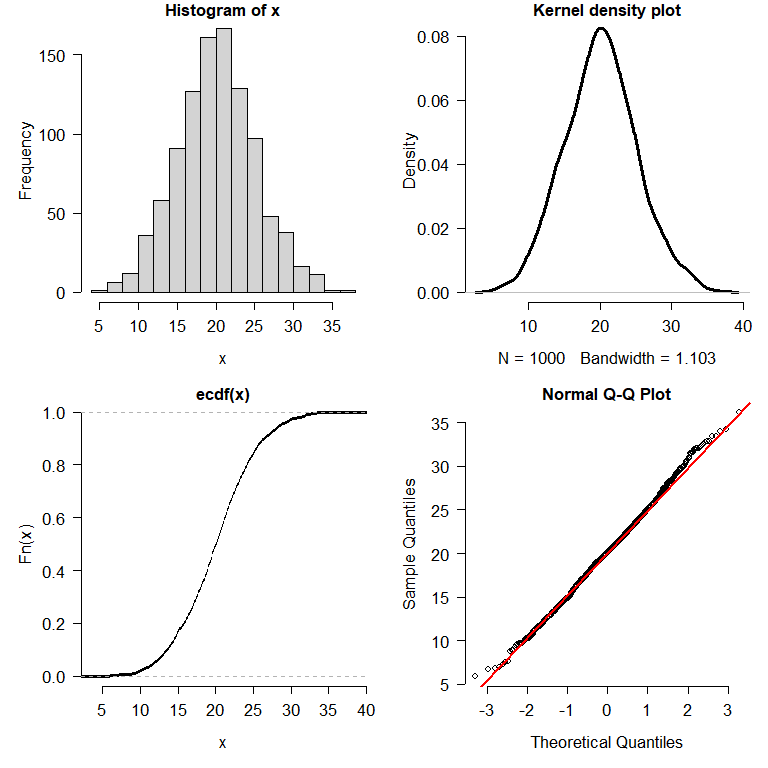 Histogram of x
Frequency
150
100
50
0
5 10 15 20 25 30 35
x
Kernel density plot
Density
0.08
0.06
0.04
0.02
0.00
10 20 30 40
N = 1000 Bandwidth = 1.103
ecdf(x)
Fn(x)
1.0
0.8
0.6
0.4
0.2
0.0
5 10 15 20 25 30 35 40
x
Normal Q-Q Plot
Sample Quantiles
35
30
25
20
15
10
5
-3 -2 -1 0 1 2 3
Theoretical Quantiles